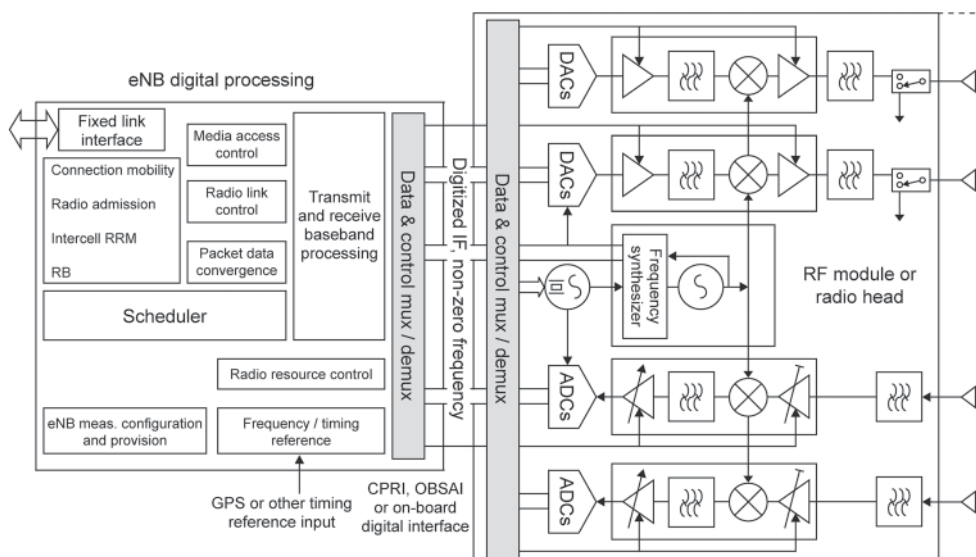 eNB digital processing
Fixed link
interface
Connection mobility
Radio admission
Intercell RRM
RB
Media access
control
Radio link
control
Packet data
convergence
Transmit
and receive
baseband
processing
Scheduler
Radio resource control
eNB meas. configuration
and provision
Frequency / timing
reference
GPS or other timing
reference input
Data & control mux /
demux
Digitized IF,
non-zero frequency
CPRI, OBSAI
or on-board
digital interface
Data & control mux / demux
DACs
DACs
Frequency
synthesizer
RF module or
radio head
ADCs
ADCs